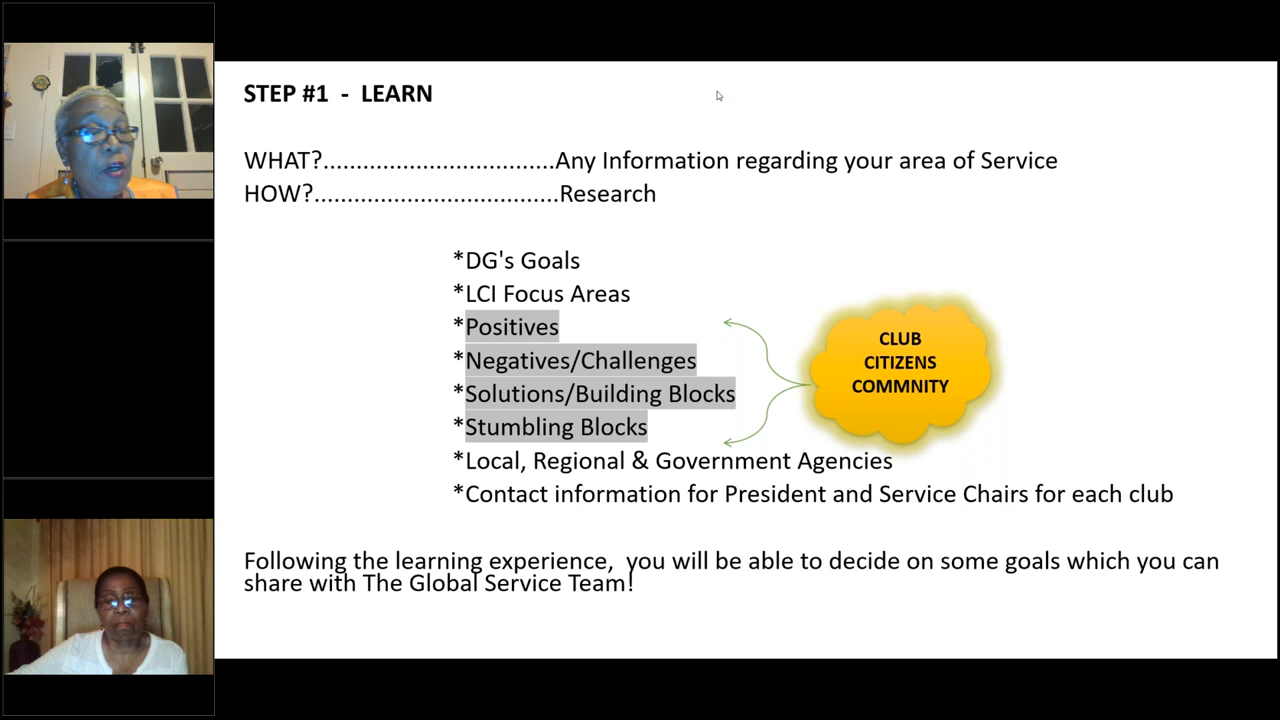 STEP #1 - LEARN
WHAT?...................................Any Information regarding your area of Service
HOW?.....................................Research
*DG's Goals
*LCI Focus Areas
*Positives
*Negatives/Challenges
*Solutions/Building Blocks
*Stumbling Blocks
*Local, Regional & Government Agencies
*Contact information for President and Service Chairs for each club
CLUB
CITIZENS
COMMNITY
Following the learning experience, you will be able to decide on some goals which you can
share with The Global Service Team!